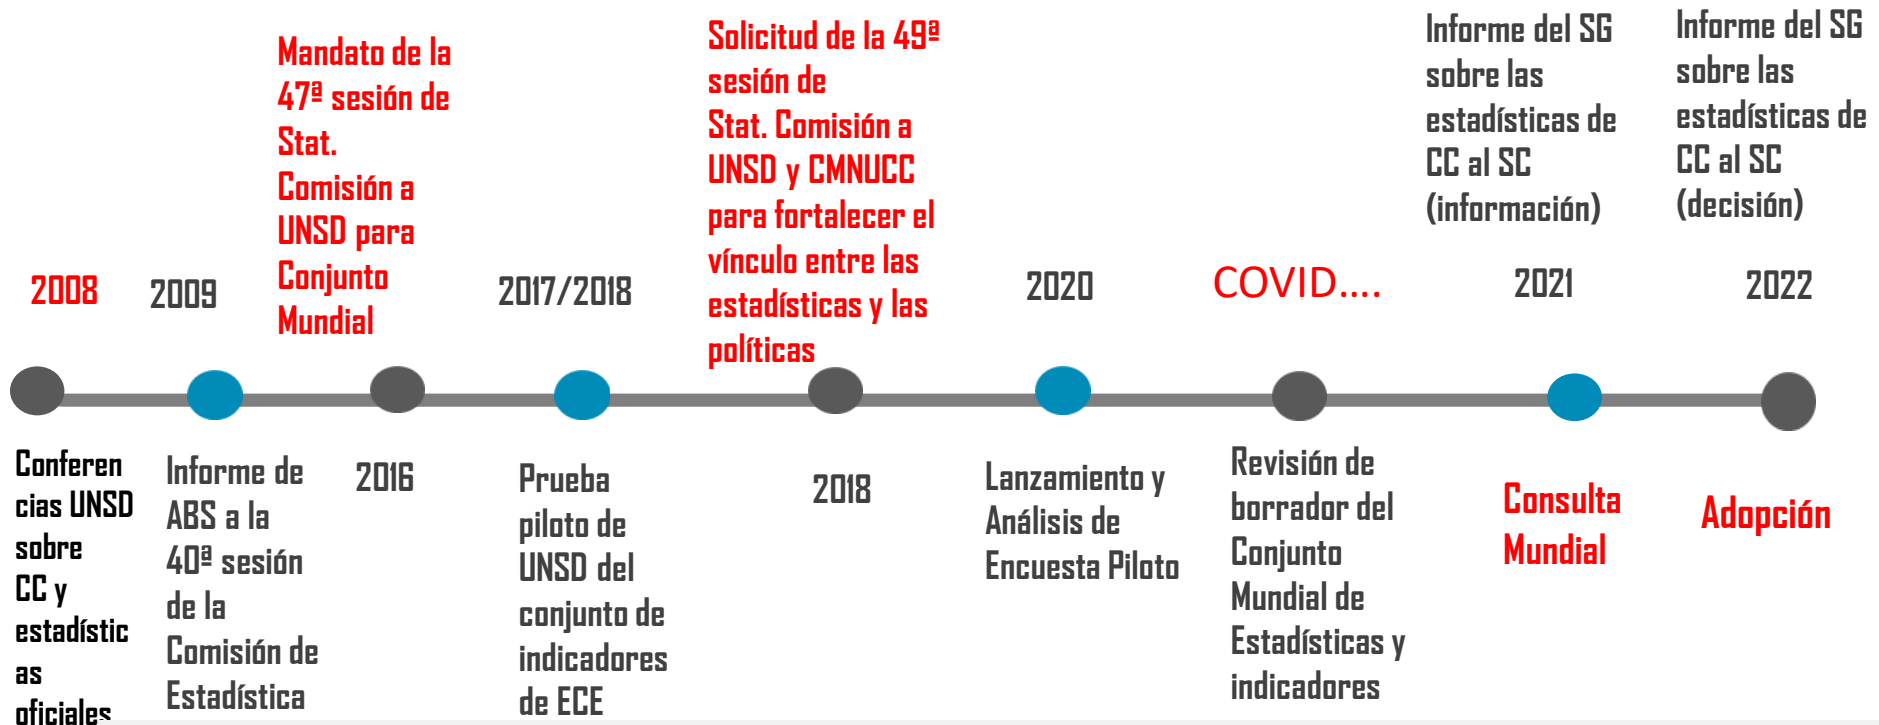 2008
Conferen
cias UNSD
sobre
CC y
estadístic
as
oficiales
2009
Informe de
ABS a la
40ª sesión
de la
Comisión de
Estadística
Mandato de la
47ª sesión de
Stat.
Comisión a
UNSD para
Conjunto
Mundial
2016
2017/2018
Prueba
piloto de
UNSD del
conjunto de
indicadores
de ECE
Solicitud de la 49ª
sesión de
Stat. Comisión a
UNSD y CMNUCC
para fortalecer el
vínculo entre las
estadísticas y las
políticas
2018
2020
Lanzamiento y
Análisis de
Encuesta Piloto
COVID....
Revisión de
borrador del
Conjunto
Mundial de
Estadísticas y
indicadores
Informe del SG
sobre las
estadísticas de
CC al SC
(información)
2021
Consulta
Mundial
Informe del SG
sobre las
estadísticas de
CC al SC
(decisión)
2022
Adopción